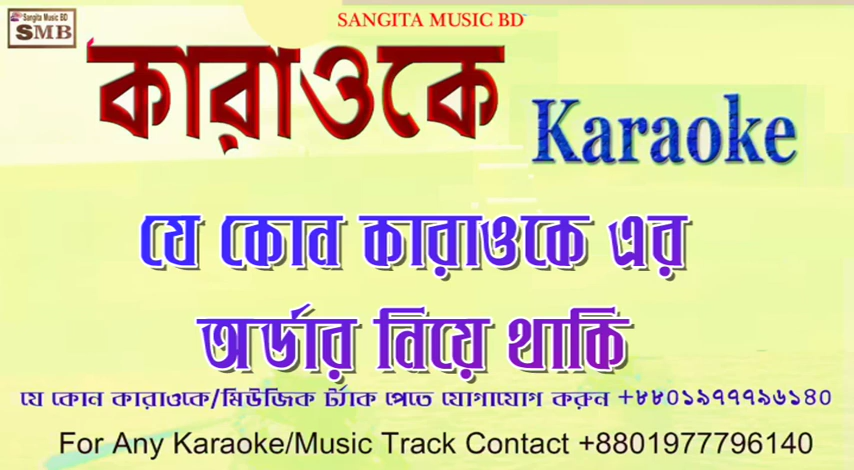 SANGITA MUSIC BD
Sangita Music BD
SMB
কারাওকে
Karaoke
যে কোন কারাওকে এর
অর্ডার নিয়ে থাকি
যে কোন কারাওকে/মিউজিক ট্র্যাক পেতে যোগাযোগ করুন +৮৮০১৯৭৭৭৯৬১৪০
For Any Karaoke/Music Track Contact +8801977796140